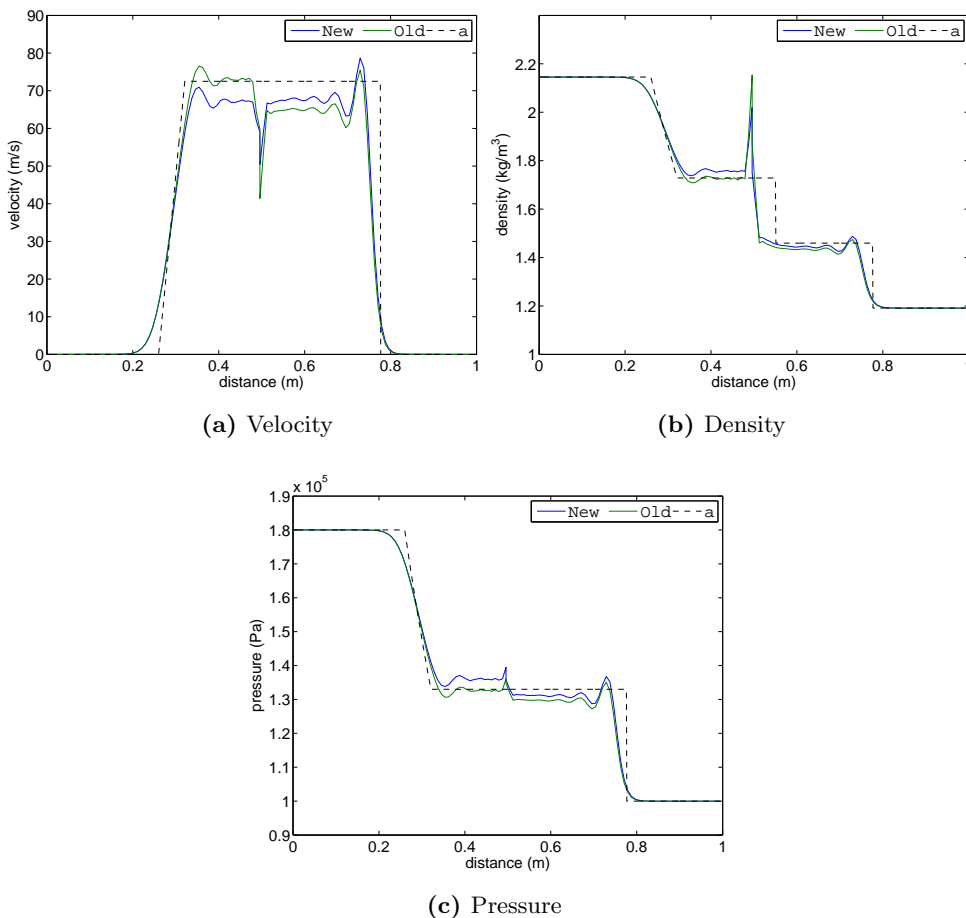 90
80
70
60
50
40
30
20
10
0
velocity (m/s)
New Old a
0 0.2 0.4 0.6 0.8 1
distance (m)
(a) Velocity
2.2
2
1.8
1.6
1.4
1.2
1
density (kg/m³)
New Old a
0 0.2 0.4 0.6 0.8 1
distance (m)
(b) Density
x 10⁵
1.9
1.8
1.7
1.6
1.5
1.4
1.3
1.2
1.1
1
0.9
pressure (Pa)
New Old a
0 0.2 0.4 0.6 0.8 1
distance (m)
(c) Pressure